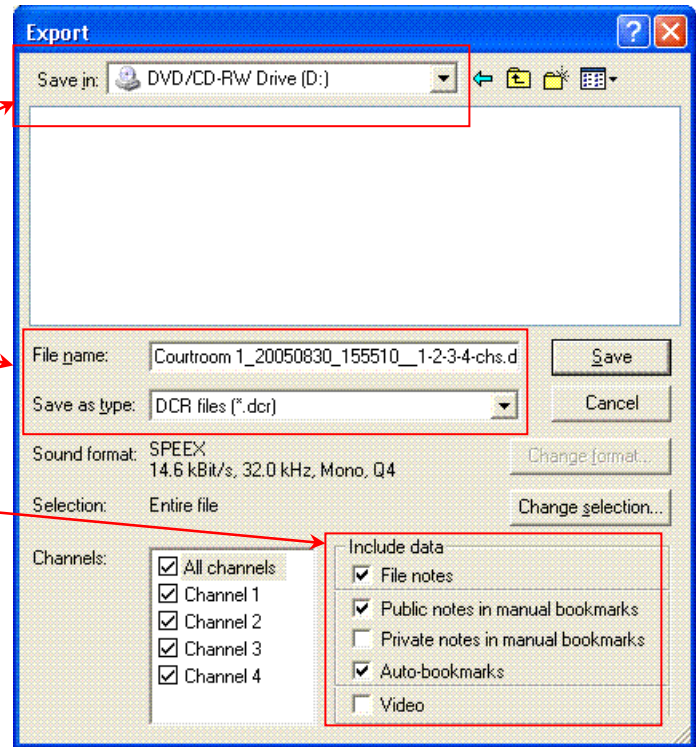 Export
Save in: DVD/CD-RW Drive (D:)
File name: Courtroom 1_20050830_155510__1-2-3-4-chs.d
Save
Save as type: DCR files (*.dcr)
Cancel
Sound format: SPEEX
14.6 kBit/s, 32.0 kHz, Mono, Q4
Change format...
Selection: Entire file
Change selection...
Channels:
All channels
Channel 1
Channel 2
Channel 3
Channel 4
Include data
File notes
Public notes in manual bookmarks
Private notes in manual bookmarks
Auto-bookmarks
Video